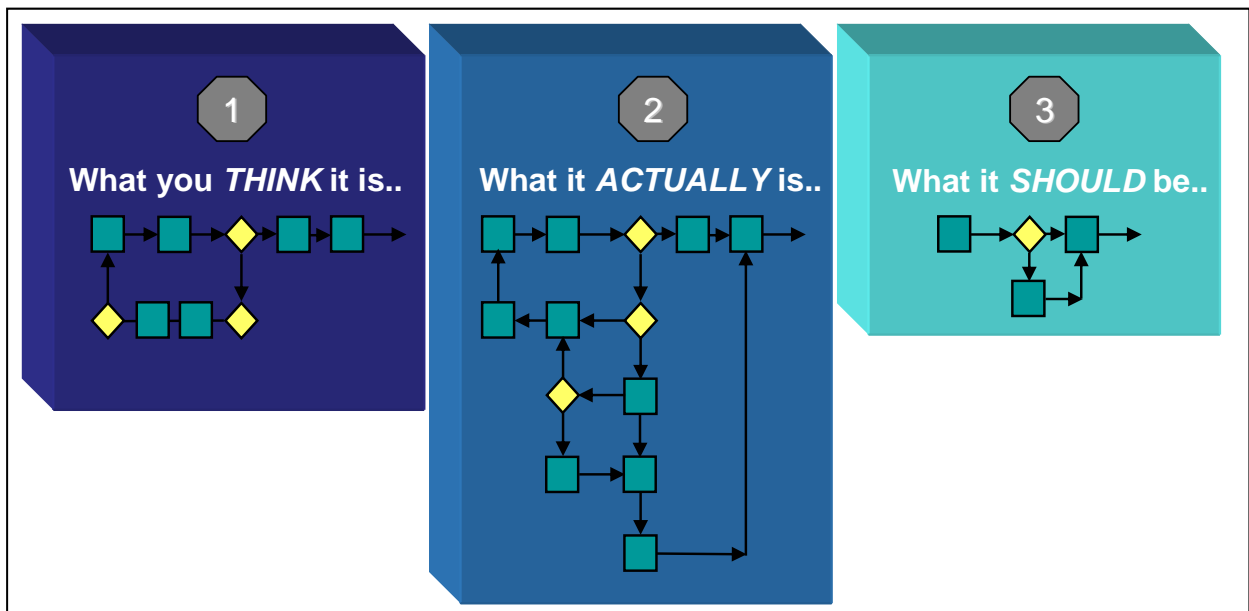 1
What you THINK it is..
2
What it ACTUALLY is..
3
What it SHOULD be..